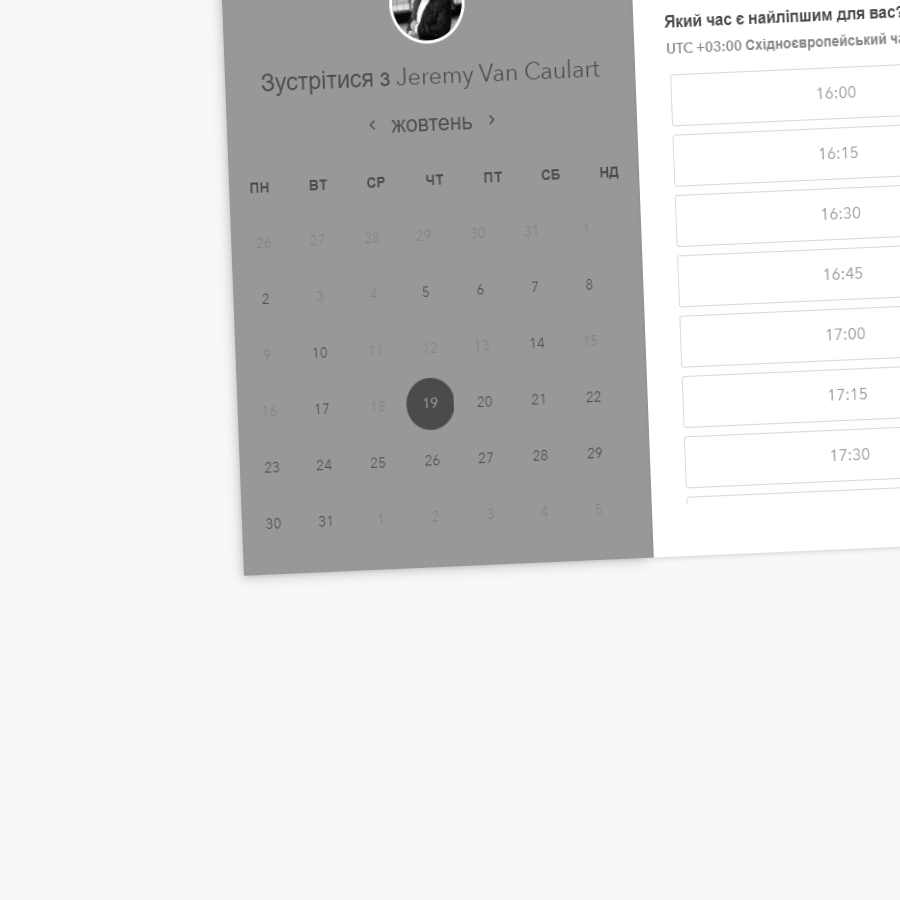 Зустрітися з Jeremy Van Caulart
< жовтень >
ПН ВТ СР ЧТ ПТ СБ НД
26 27 28 29 30 31 1
2 3 4 5 6 7 8
9 10 11 12 13 14 15
16 17 18 19 20 21 22
23 24 25 26 27 28 29
30 31 1 2 3 4 5
Який час є найліпшим для вас?
UTC +03:00 Східноєвропейський
16:00
16:15
16:30
16:45
17:00
17:15
17:30